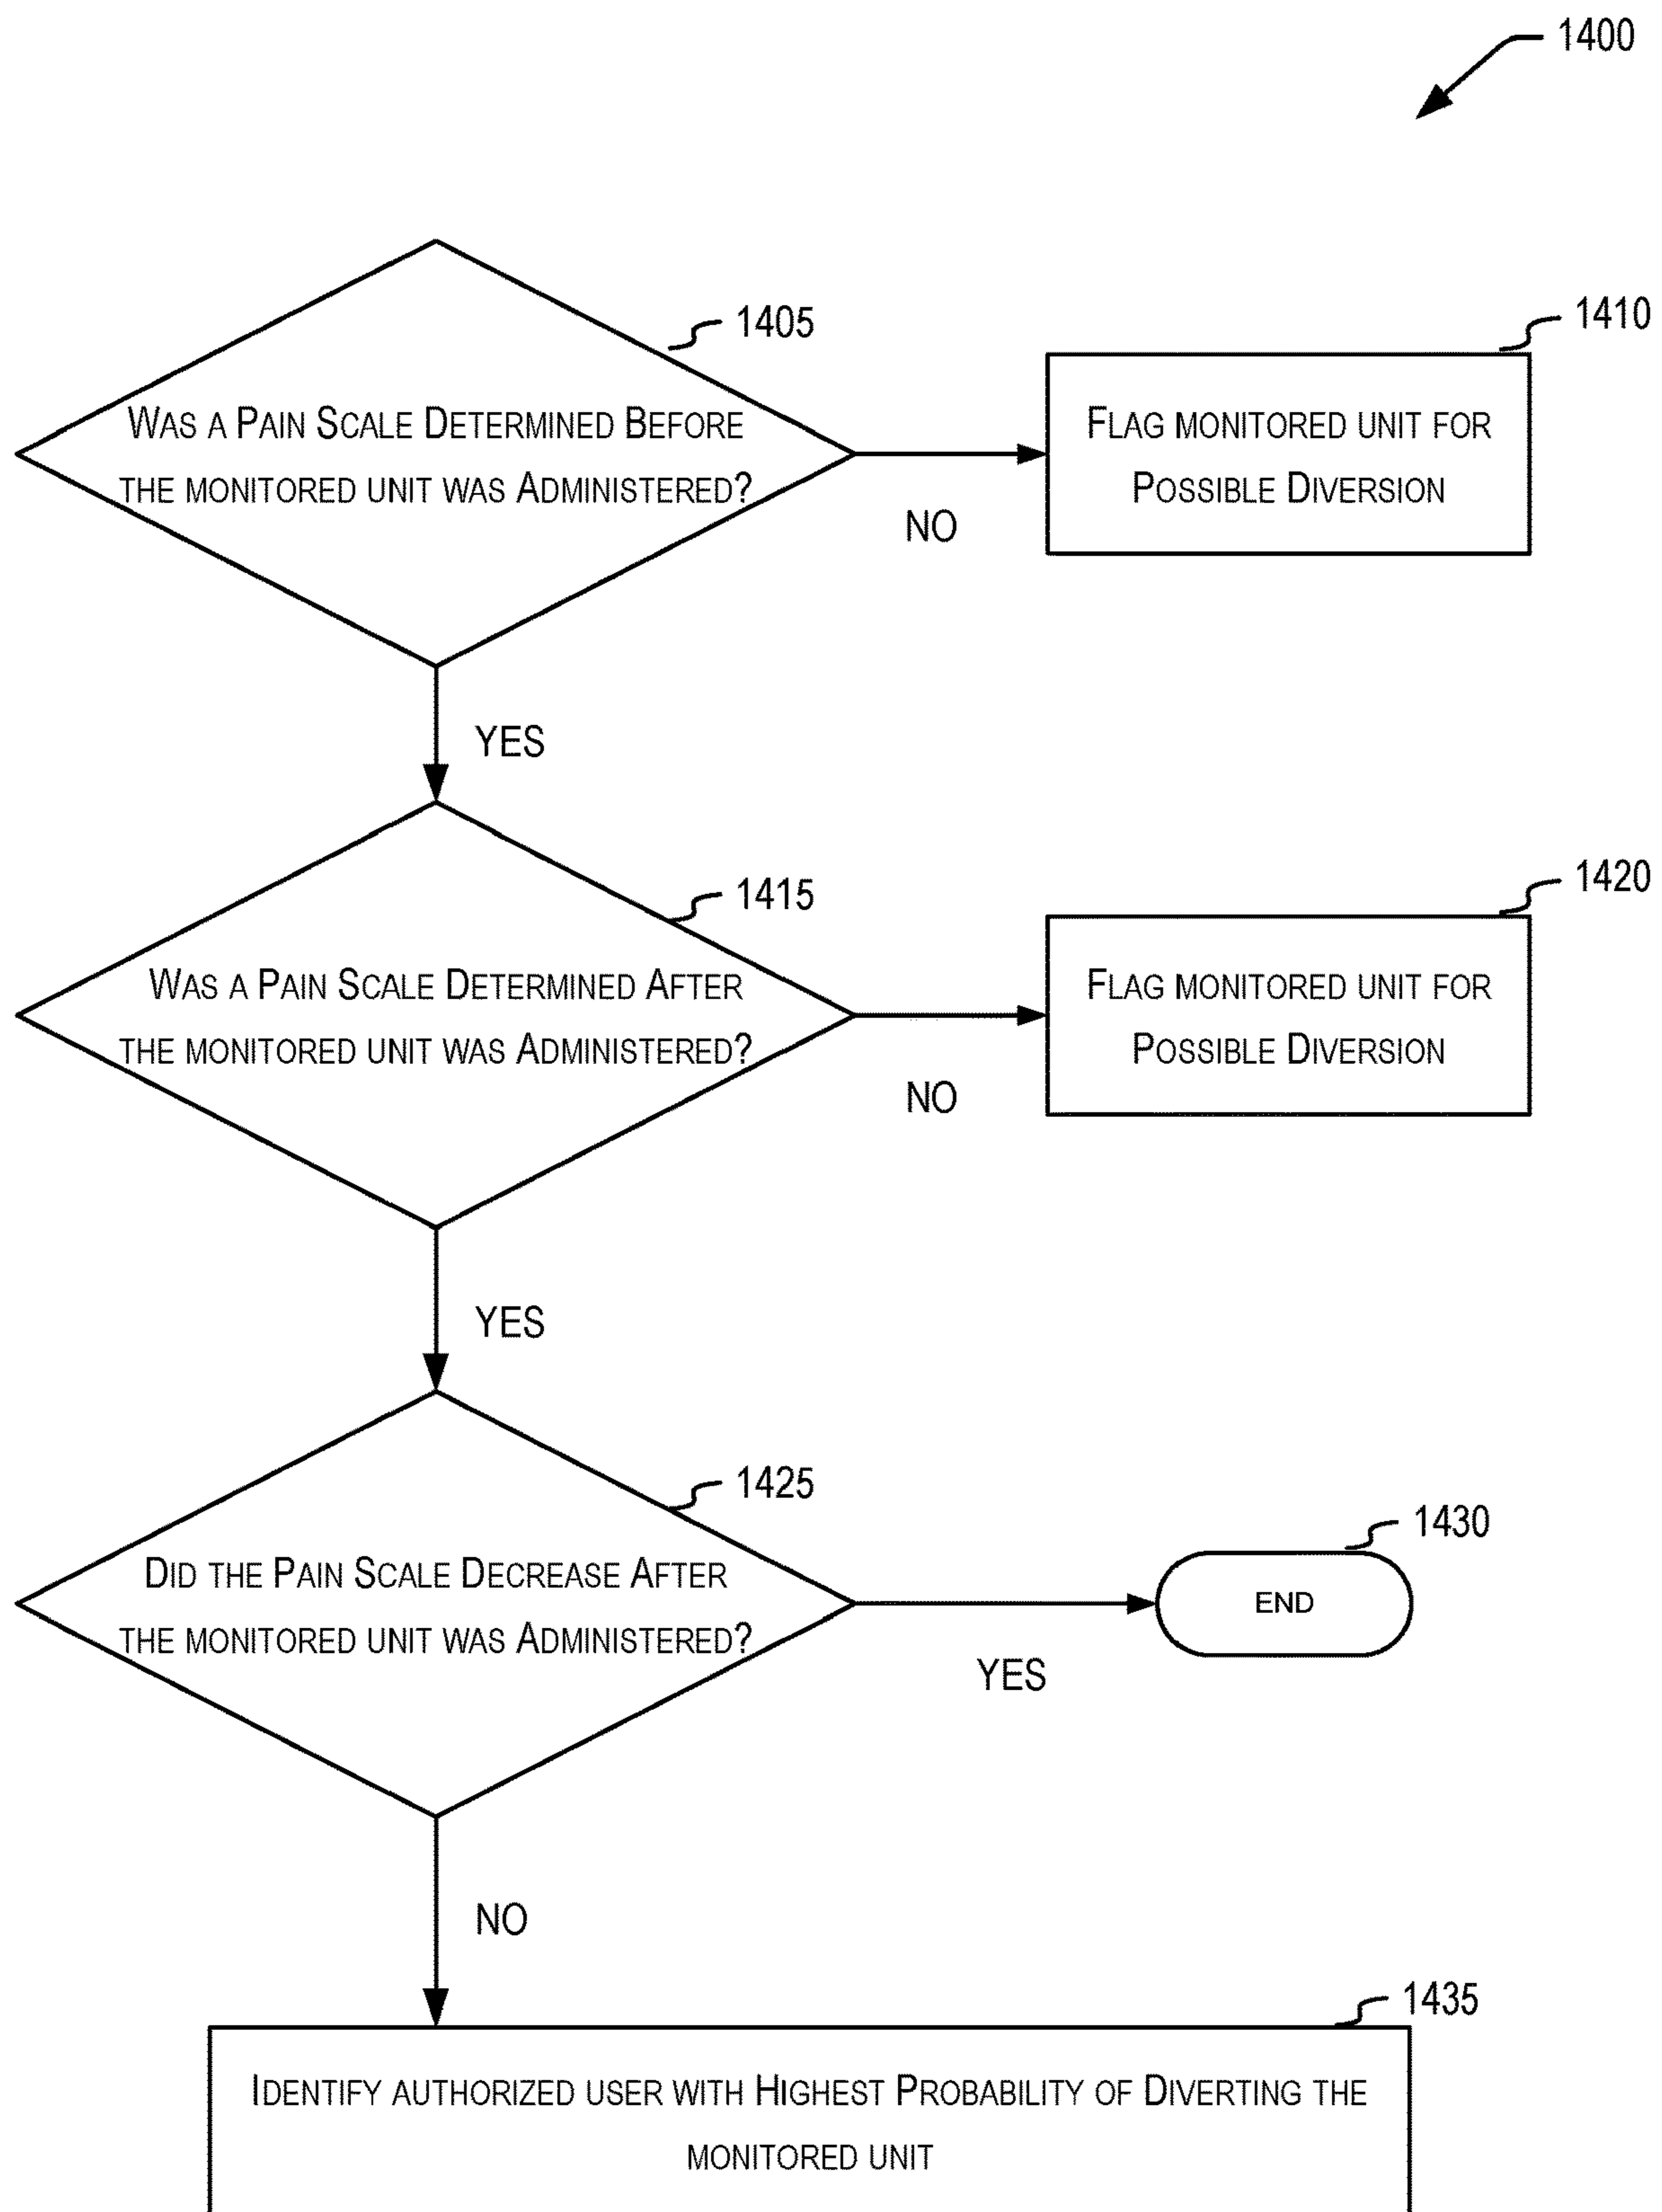 1400
1405
WAS A PAIN SCALE DETERMINED BEFORE
THE MONITORED UNIT WAS ADMINISTERED?
NO
1410
FLAG MONITORED UNIT FOR
POSSIBLE DIVERSION
YES
1415
WAS A PAIN SCALE DETERMINED AFTER
THE MONITORED UNIT WAS ADMINISTERED?
NO
1420
FLAG MONITORED UNIT FOR
POSSIBLE DIVERSION
YES
1425
DID THE PAIN SCALE DECREASE AFTER
THE MONITORED UNIT WAS ADMINISTERED?
YES
1430
END
NO
1435
IDENTIFY AUTHORIZED USER WITH HIGHEST PROBABILITY OF DIVERTING THE
MONITORED UNIT